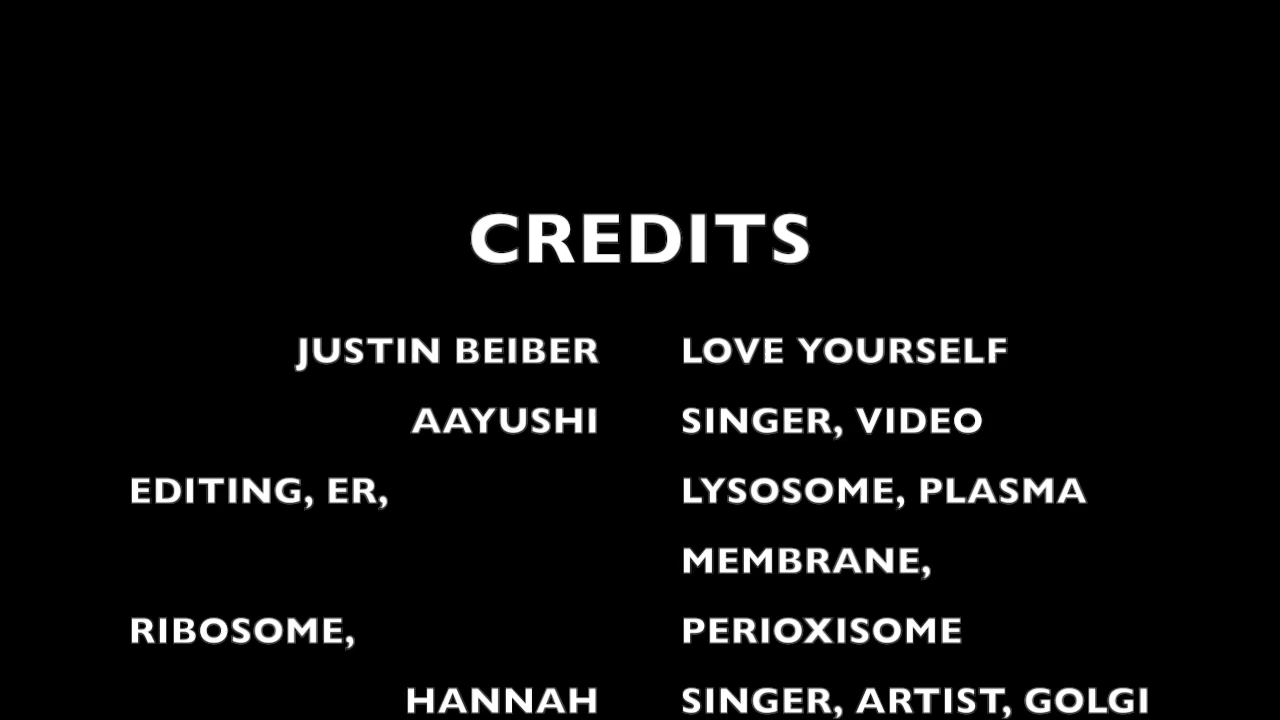 CREDITS
JUSTIN BEIBER LOVE YOURSELF
AAYUSHI SINGER, VIDEO
EDITING, ER, LYSOSOME, PLASMA
MEMBRANE,
RIBOSOME, PERIOXISOME
HANNAH SINGER, ARTIST, GOLGI